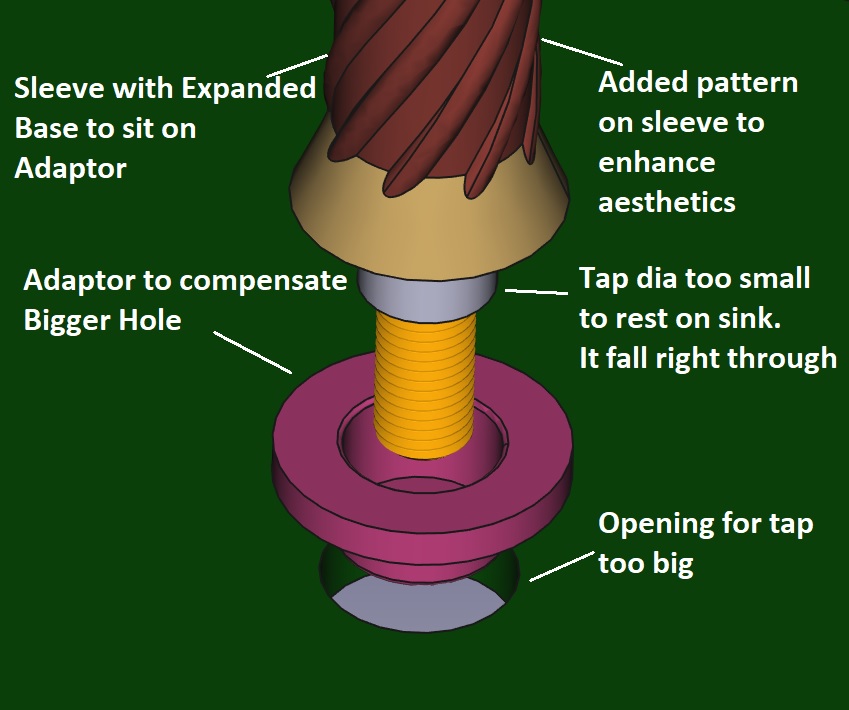 Sleeve with Expanded
Base to sit on
Adaptor
Added pattern
on sleeve to
enhance
aesthetics
Adaptor to compensate
Bigger Hole
Tap dia too small
to rest on sink.
It fall right through
Opening for tap
too big